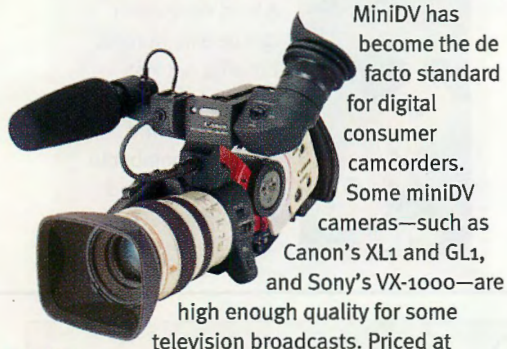 MiniDV has
become the de
facto standard
for digital
consumer
camcorders.
Some miniDV
cameras—such as
Canon's XL1 and GL1,
and Sony's VX-1000—are
high enough quality for some
television broadcasts. Priced at